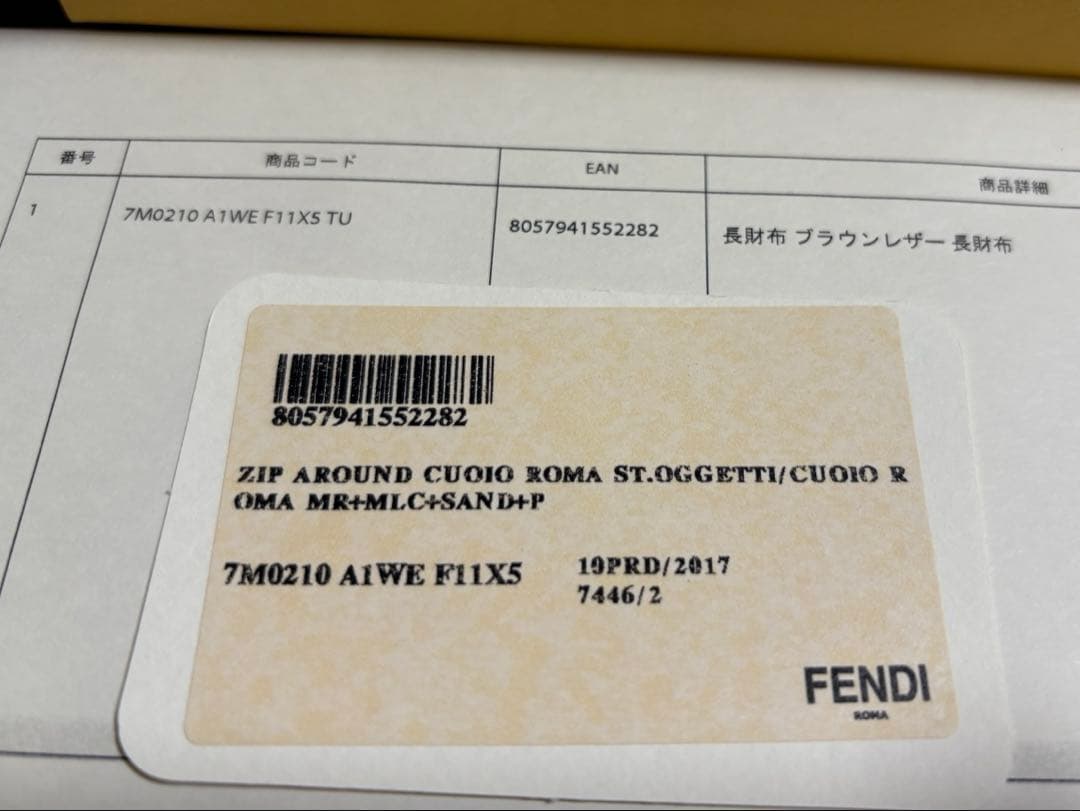 番号 商品コード EAN 商品詳細
1 7M0210 A1WE F11X5 TU 8057941552282 長財布 ブラウンレザー 長財布
8057941552282
ZIP AROUND CUOIO ROMA ST.OGGETTI/CUOIO R
OMA MR+MLC+SAND+P
7M0210 A1WE F11X5 10PRD/2017
7446/2
FENDI
ROMA